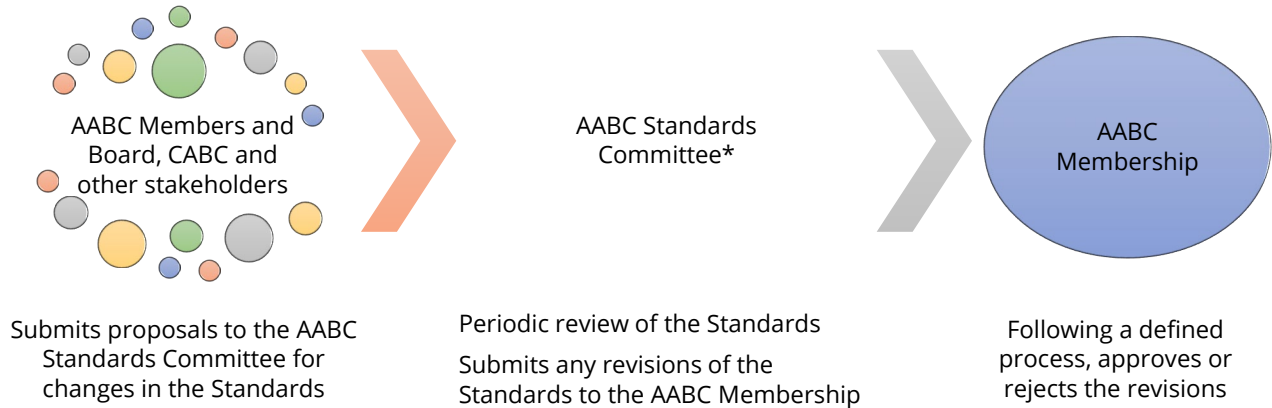 AABC Members and
Board, CABC and
other stakeholders
AABC Standards
Committee*
AABC
Membership
Submits proposals to the AABC
Standards Committee for
changes in the Standards
Periodic review of the Standards
Submits any revisions of the
Standards to the AABC Membership
Following a defined
process, approves or
rejects the revisions